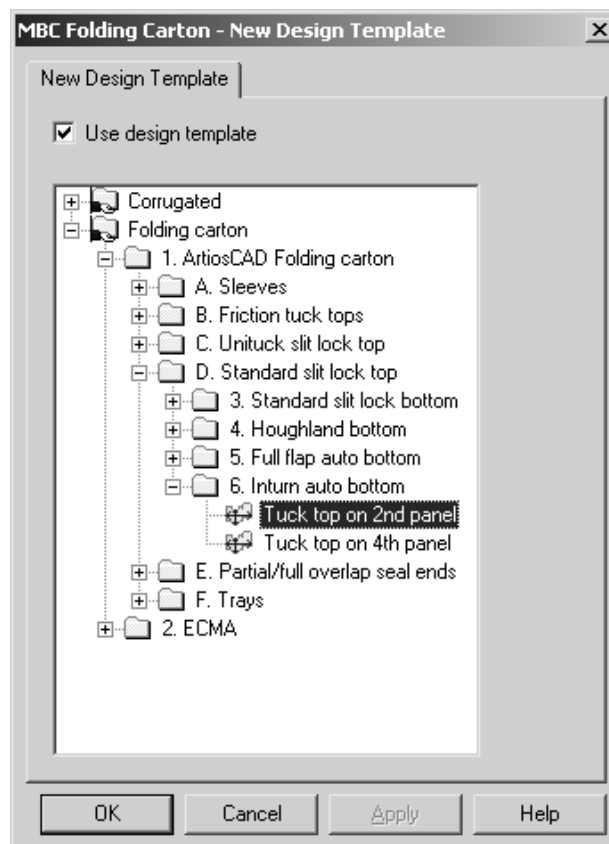 MBC Folding Carton - New Design Template
New Design Template
Use design template
Corrugated
Folding carton
1. ArtiosCAD Folding carton
A. Sleeves
B. Friction tuck tops
C. Unituck slit lock top
D. Standard slit lock top
3. Standard slit lock bottom
4. Houghland bottom
5. Full flap auto bottom
6. Inturn auto bottom
Tuck top on 2nd panel
Tuck top on 4th panel
E. Partial/full overlap seal ends
F. Trays
2. ECMA
OK Cancel Apply Help